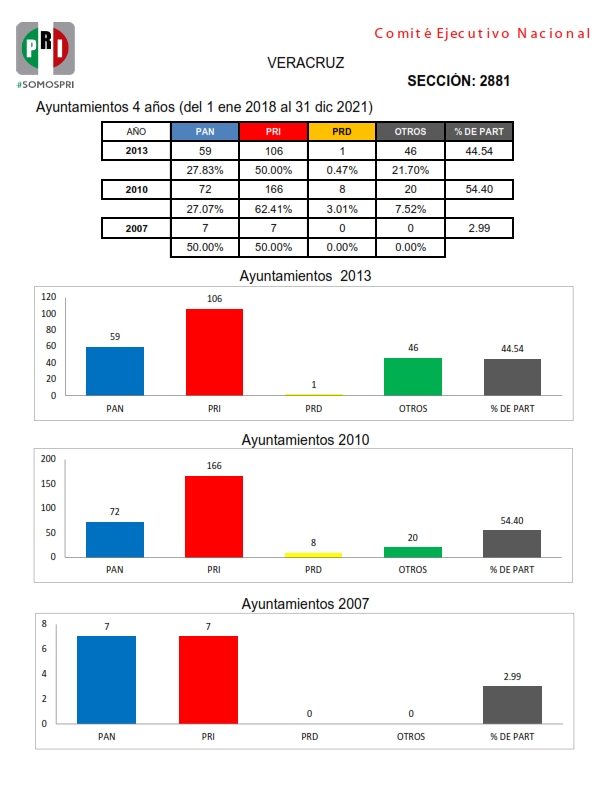 PRI
#SOMOSPRI
Comité Ejecutivo Nacional
VERACRUZ
SECCIÓN: 2881
Ayuntamientos 4 años (del 1 ene 2018 al 31 dic 2021)
AÑO PAN PRI PRD OTROS % DE PART
2013 59 106 1 46 44.54
27.83% 50.00% 0.47% 21.70%
2010 72 166 8 20 54.40
27.07% 62.41% 3.01% 7.52%
2007 7 7 0 0 2.99
50.00% 50.00% 0.00% 0.00%
Ayuntamientos 2013
120
100
80
60
40
20
0
59 106 1 46 44.54
PAN PRI PRD OTROS % DE PART
Ayuntamientos 2010
200
150
100
50
0
72 166 8 20 54.40
PAN PRI PRD OTROS % DE PART
Ayuntamientos 2007
8
6
4
2
0
7 7 0 0 2.99
PAN PRI PRD OTROS % DE PART